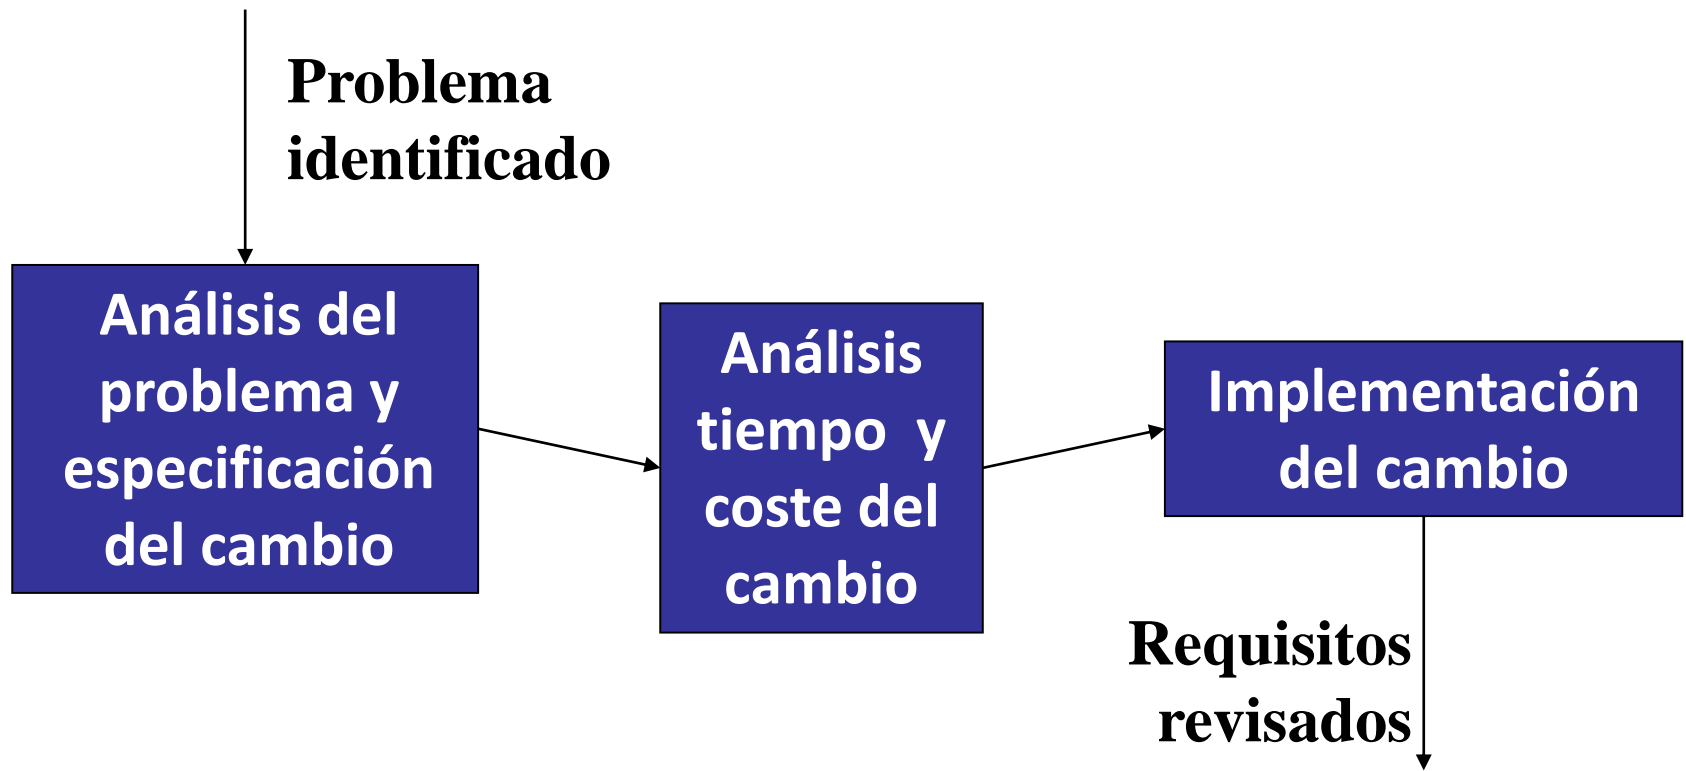 Problema
identificado
Análisis del
problema y
especificación
del cambio
Análisis
tiempo y
coste del
cambio
Implementación
del cambio
Requisitos
revisados